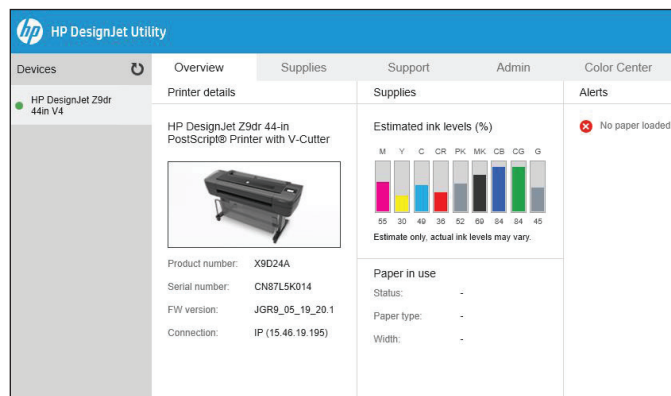 hp HP DesignJet Utility
Devices
HP DesignJet Z9dr
44in V4
Overview Supplies Support Admin Color Center
Printer details
HP DesignJet Z9dr 44-in
PostScript® Printer with V-Cutter
Product number: X9D24A
Serial number: CN87L5K014
FW version: JGR9_05_19_20.1
Connection: IP (15.46.19.195)
Supplies
Estimated ink levels (%)
M Y C CR PK MK CB CG G
55 30 49 36 52 69 84 84 45
Estimate only, actual ink levels may vary.
Paper in use
Status: -
Paper type: -
Width: -
Alerts
No paper loaded